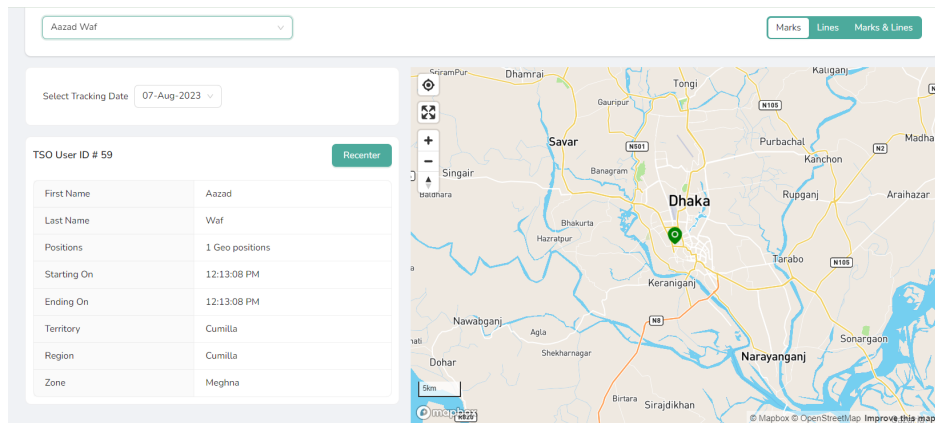 Aazad Waf
Marks Lines Marks & Lines
Select Tracking Date 07-Aug-2023
TSO User ID # 59
Recenter
First Name Aazad
Last Name Waf
Positions 1 Geo positions
Starting On 12:13:08 PM
Ending On 12:13:08 PM
Territory Cumilla
Region Cumilla
Zone Meghna
SriramPur
Dhamrai
Tongi
Kaliganj
Gauripur
N105
Savar
N501
Purbachal
N2
Madha
Kanchon
Singair
Banagram
Baldhara
Dhaka
Rupganj
Araihazar
Bhakurta
Hazratpur
Tarabo
N105
Keraniganj
Nawabganj
Agla
N8
Sonargaon
Shekharnagar
Dohar
Narayanganj
5km
Birtara
Sirajdikhan
mapbox
R820
© Mapbox © OpenStreetMap Improve this map